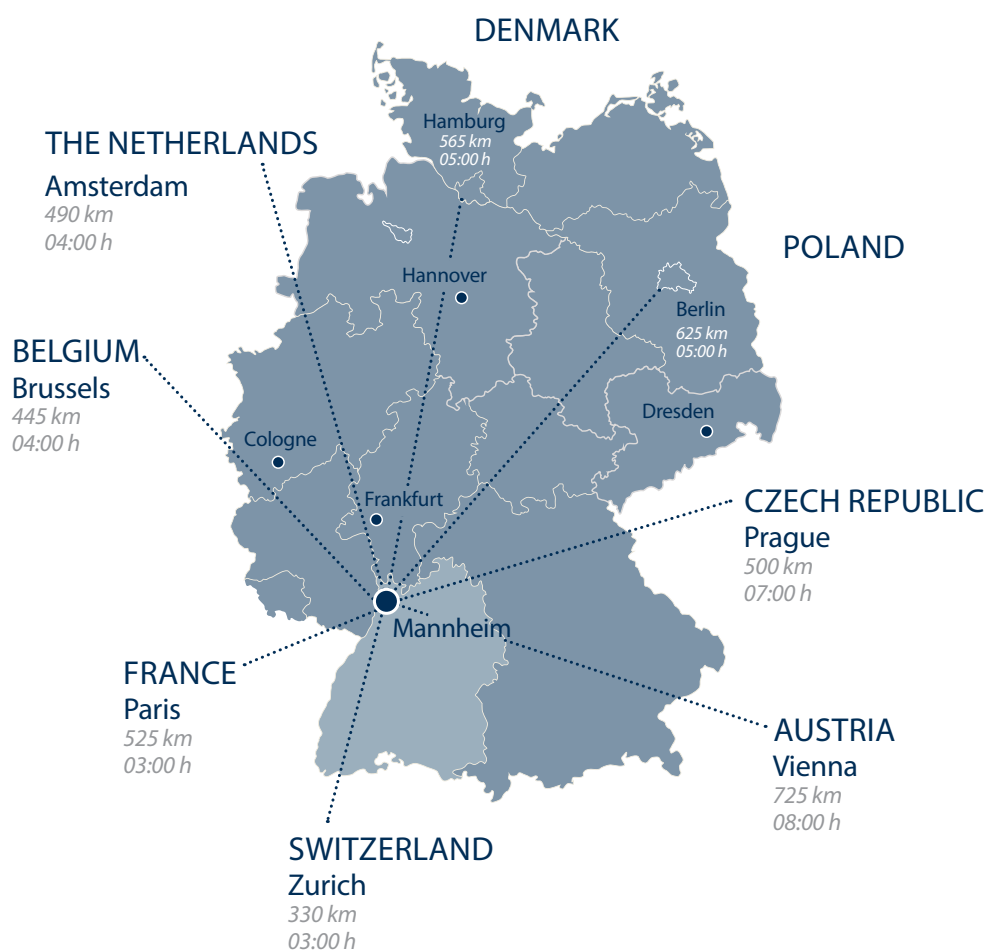 DENMARK
Hamburg
565 km
05:00 h
THE NETHERLANDS
Amsterdam
490 km
04:00 h
POLAND
Hannover
Berlin
625 km
05:00 h
BELGIUM
Brussels
445 km
04:00 h
Dresden
Cologne
Frankfurt
CZECH REPUBLIC
Prague
500 km
07:00 h
Mannheim
FRANCE
Paris
525 km
03:00 h
AUSTRIA
Vienna
725 km
08:00 h
SWITZERLAND
Zurich
330 km
03:00 h